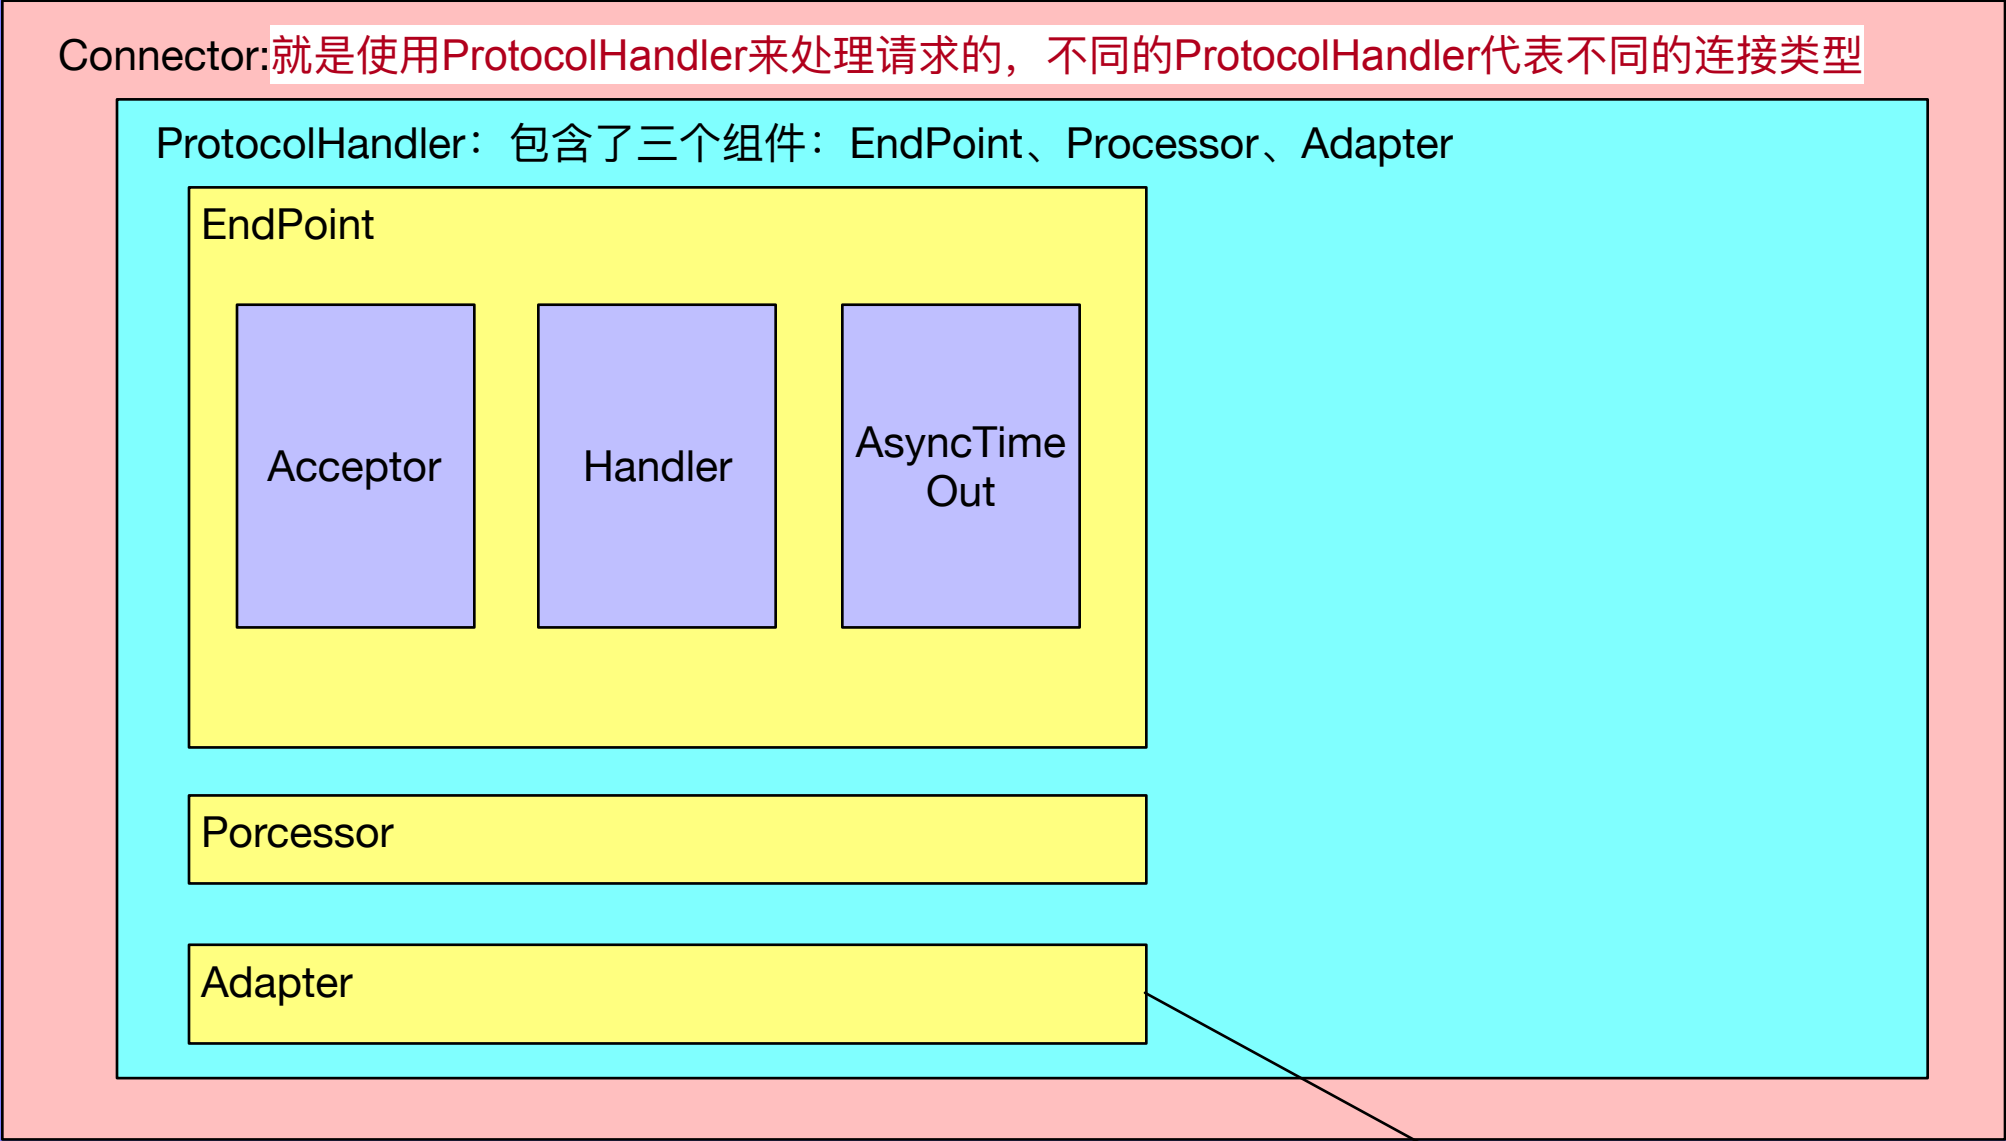 Connector:就是使用ProtocolHandler来处理请求的，不同的ProtocolHandler代表不同的连接类型
ProtocolHandler：包含了三个组件：EndPoint、Processor、Adapter
EndPoint
Acceptor
Handler
AsyncTime
Out
Porcessor
Adapter